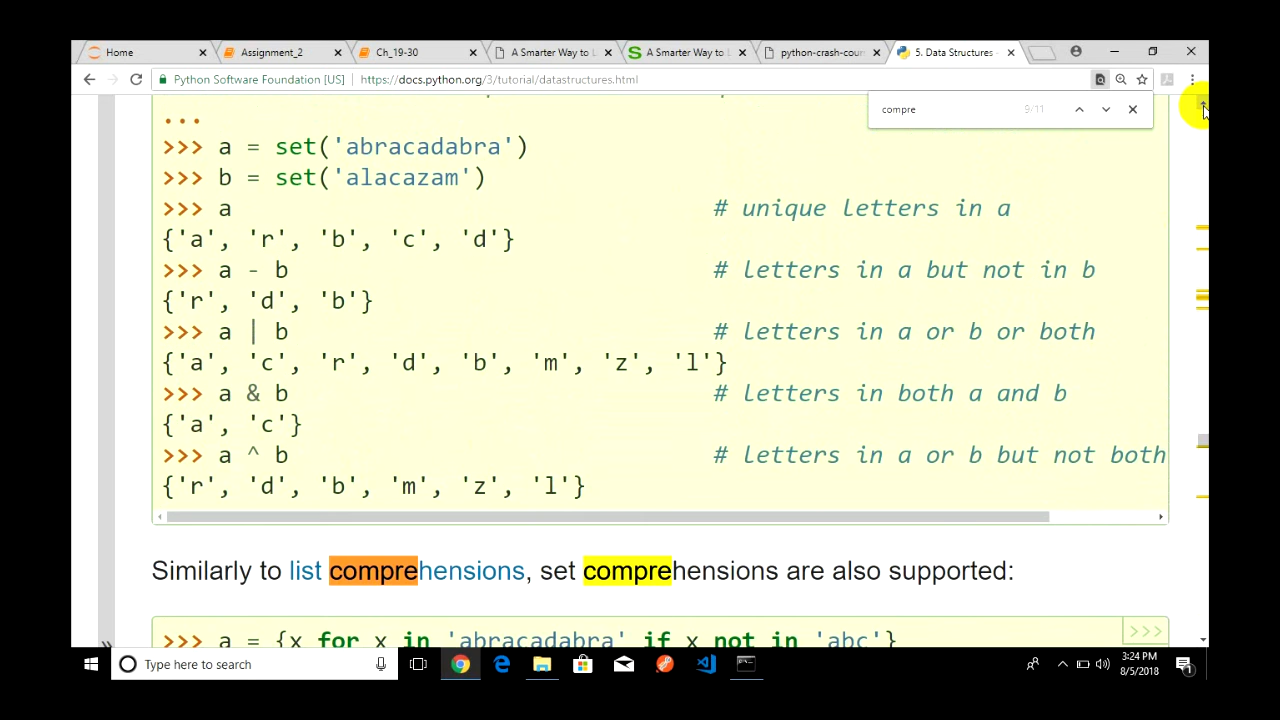 Home
Assignment_2
Ch_19-30
A Smarter Way to L
A Smarter Way to L
python-crash-cour
5. Data Structures
Python Software Foundation [US] https://docs.python.org/3/tutorial/datastructures.html
compre 9/11
...
>>> a = set('abracadabra')
>>> b = set('alacazam')
>>> a # unique letters in a
{'a', 'r', 'b', 'c', 'd'}
>>> a - b # letters in a but not in b
{'r', 'd', 'b'}
>>> a | b # letters in a or b or both
{'a', 'c', 'r', 'd', 'b', 'm', 'z', 'l'}
>>> a & b # letters in both a and b
{'a', 'c'}
>>> a ^ b # letters in a or b but not both
{'r', 'd', 'b', 'm', 'z', 'l'}
Similarly to list comprehensions, set comprehensions are also supported:
>>>
>>> a = {x for x in 'abracadabra' if x not in 'abc'}
»
Type here to search
3:24 PM
8/5/2018
1